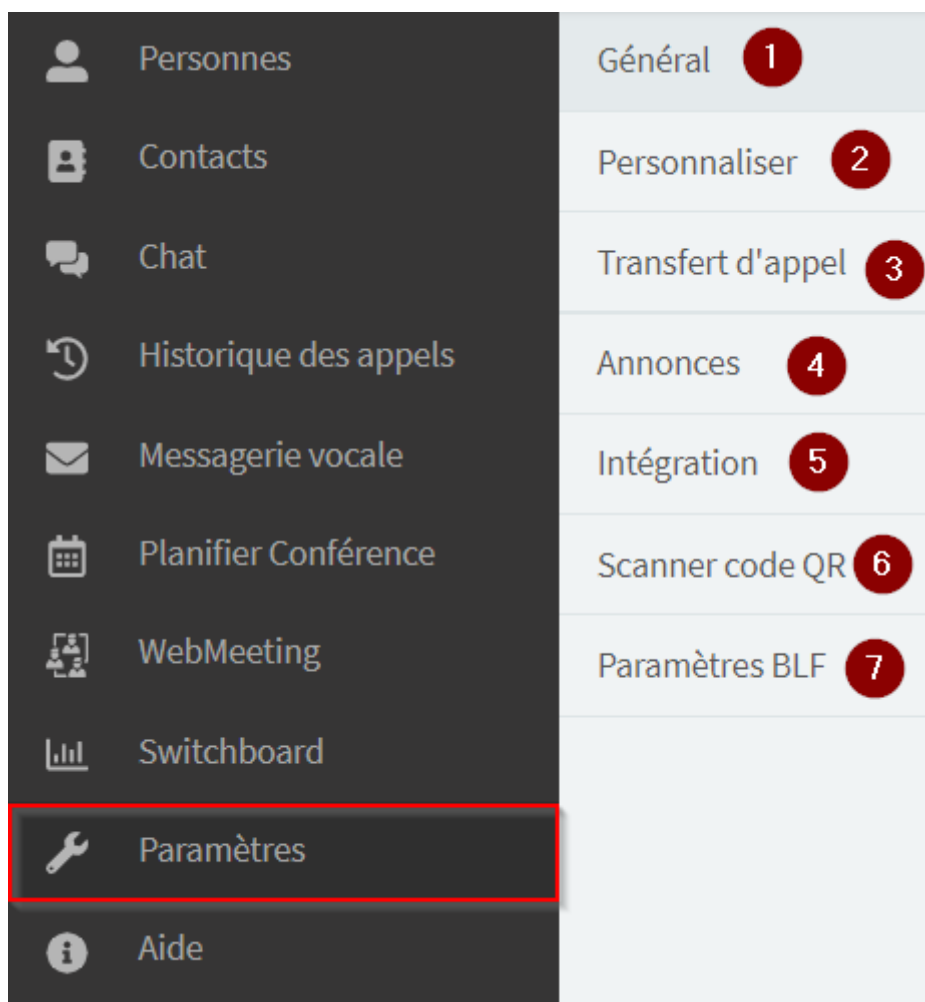 Personnes
Contacts
Chat
Historique des appels
Messagerie vocale
Planifier Conférence
WebMeeting
Switchboard
Paramètres
Aide
Général 1
Personnaliser 2
Transfert d'appel 3
Annonces 4
Intégration 5
Scanner code QR 6
Paramètres BLF 7